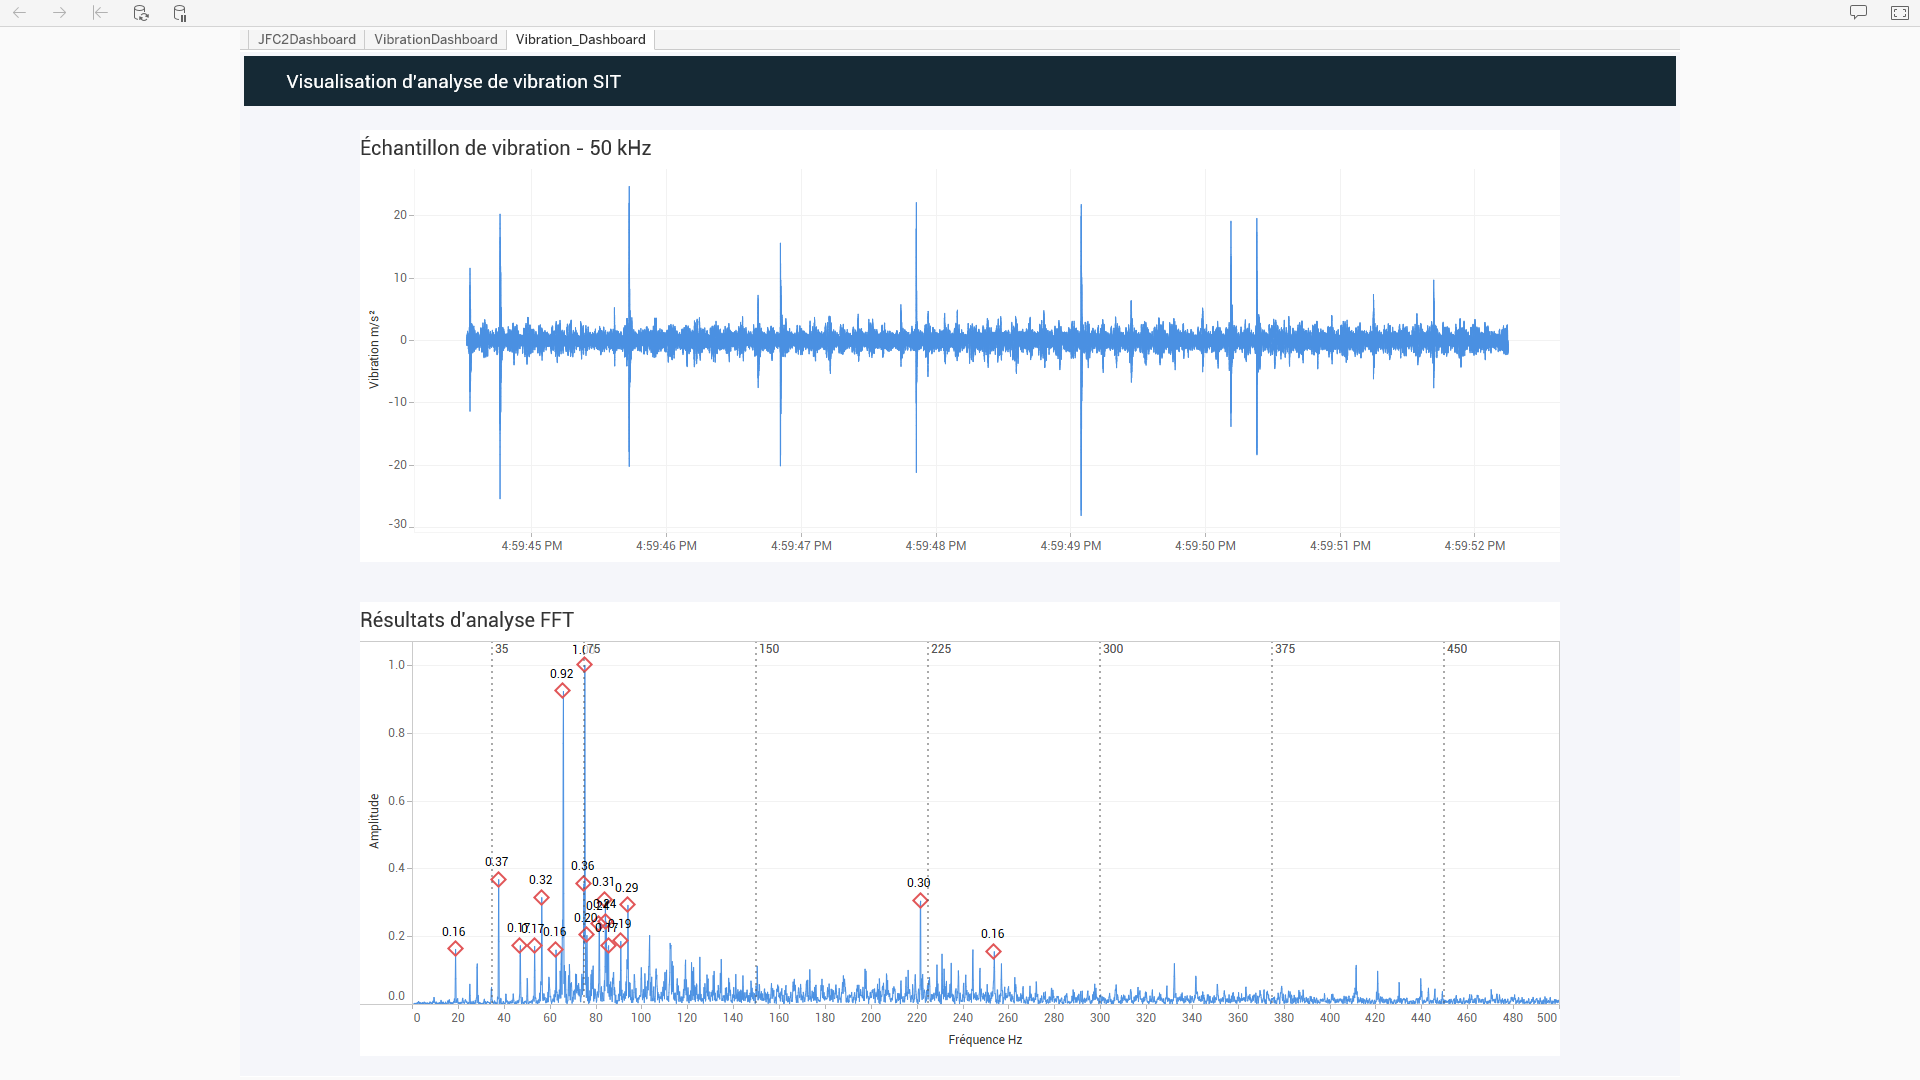 JFC2Dashboard VibrationDashboard Vibration_Dashboard
Visualisation d'analyse de vibration SIT
Échantillon de vibration - 50 kHz
Vibration m/s²
20
10
0
-10
-20
-30
4:59:45 PM 4:59:46 PM 4:59:47 PM 4:59:48 PM 4:59:49 PM 4:59:50 PM 4:59:51 PM 4:59:52 PM
Résultats d'analyse FFT
35 75 150 225 300 375 450
Amplitude
1.0
0.8
0.6
0.4
0.2
0.0
0.92
0.37
0.36
0.32
0.31
0.29
0.30
0.24
0.20
0.19
0.17
0.17
0.16
0.16
0.16
0 20 40 60 80 100 120 140 160 180 200 220 240 260 280 300 320 340 360 380 400 420 440 460 480 500
Fréquence Hz